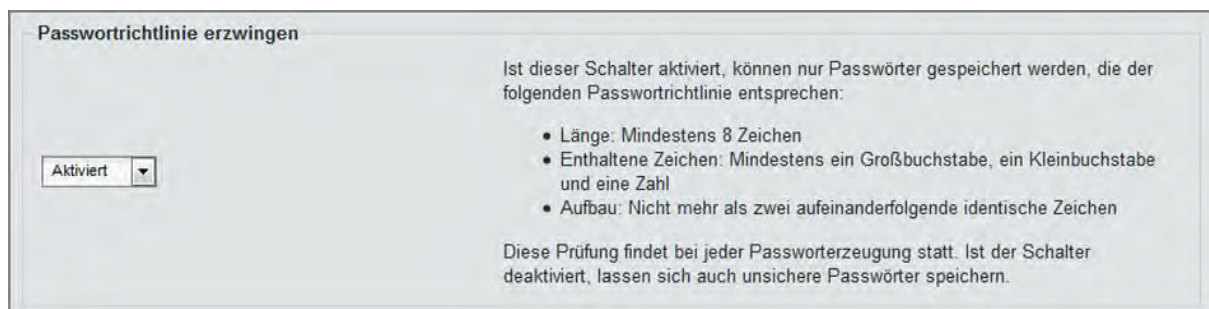 Passwortrichtlinie erzwingen
Ist dieser Schalter aktiviert, können nur Passwörter gespeichert werden, die der
folgenden Passwortrichtlinie entsprechen:
• Länge: Mindestens 8 Zeichen
• Enthaltene Zeichen: Mindestens ein Großbuchstabe, ein Kleinbuchstabe
und eine Zahl
Aktiviert
• Aufbau: Nicht mehr als zwei aufeinanderfolgende identische Zeichen
Diese Prüfung findet bei jeder Passworterzeugung statt. Ist der Schalter
deaktiviert, lassen sich auch unsichere Passwörter speichern.